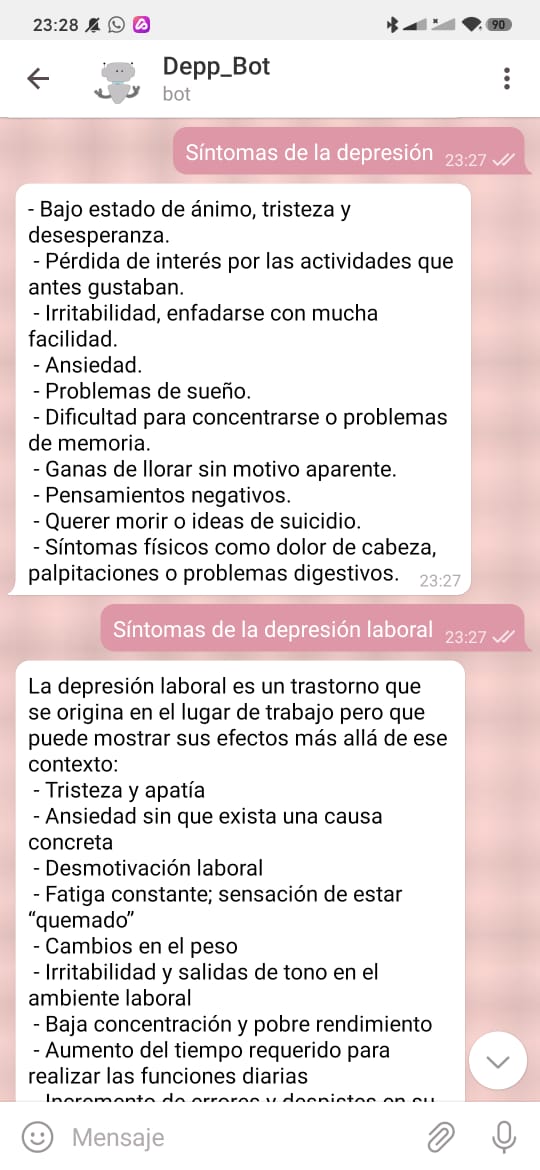 23:28
90
Depp_Bot
bot
Síntomas de la depresión 23:27
- Bajo estado de ánimo, tristeza y
desesperanza.
- Pérdida de interés por las actividades que
antes gustaban.
- Irritabilidad, enfadarse con mucha
facilidad.
- Ansiedad.
- Problemas de sueño.
- Dificultad para concentrarse o problemas
de memoria.
- Ganas de llorar sin motivo aparente.
- Pensamientos negativos.
- Querer morir o ideas de suicidio.
- Síntomas físicos como dolor de cabeza,
palpitaciones o problemas digestivos. 23:27
Síntomas de la depresión laboral 23:27
La depresión laboral es un trastorno que
se origina en el lugar de trabajo pero que
puede mostrar sus efectos más allá de ese
contexto:
- Tristeza y apatía
- Ansiedad sin que exista una causa
concreta
- Desmotivación laboral
- Fatiga constante; sensación de estar
“quemado”
- Cambios en el peso
- Irritabilidad y salidas de tono en el
ambiente laboral
- Baja concentración y pobre rendimiento
- Aumento del tiempo requerido para
realizar las funciones diarias
- Incremento de errores y despistes en su
Mensaje